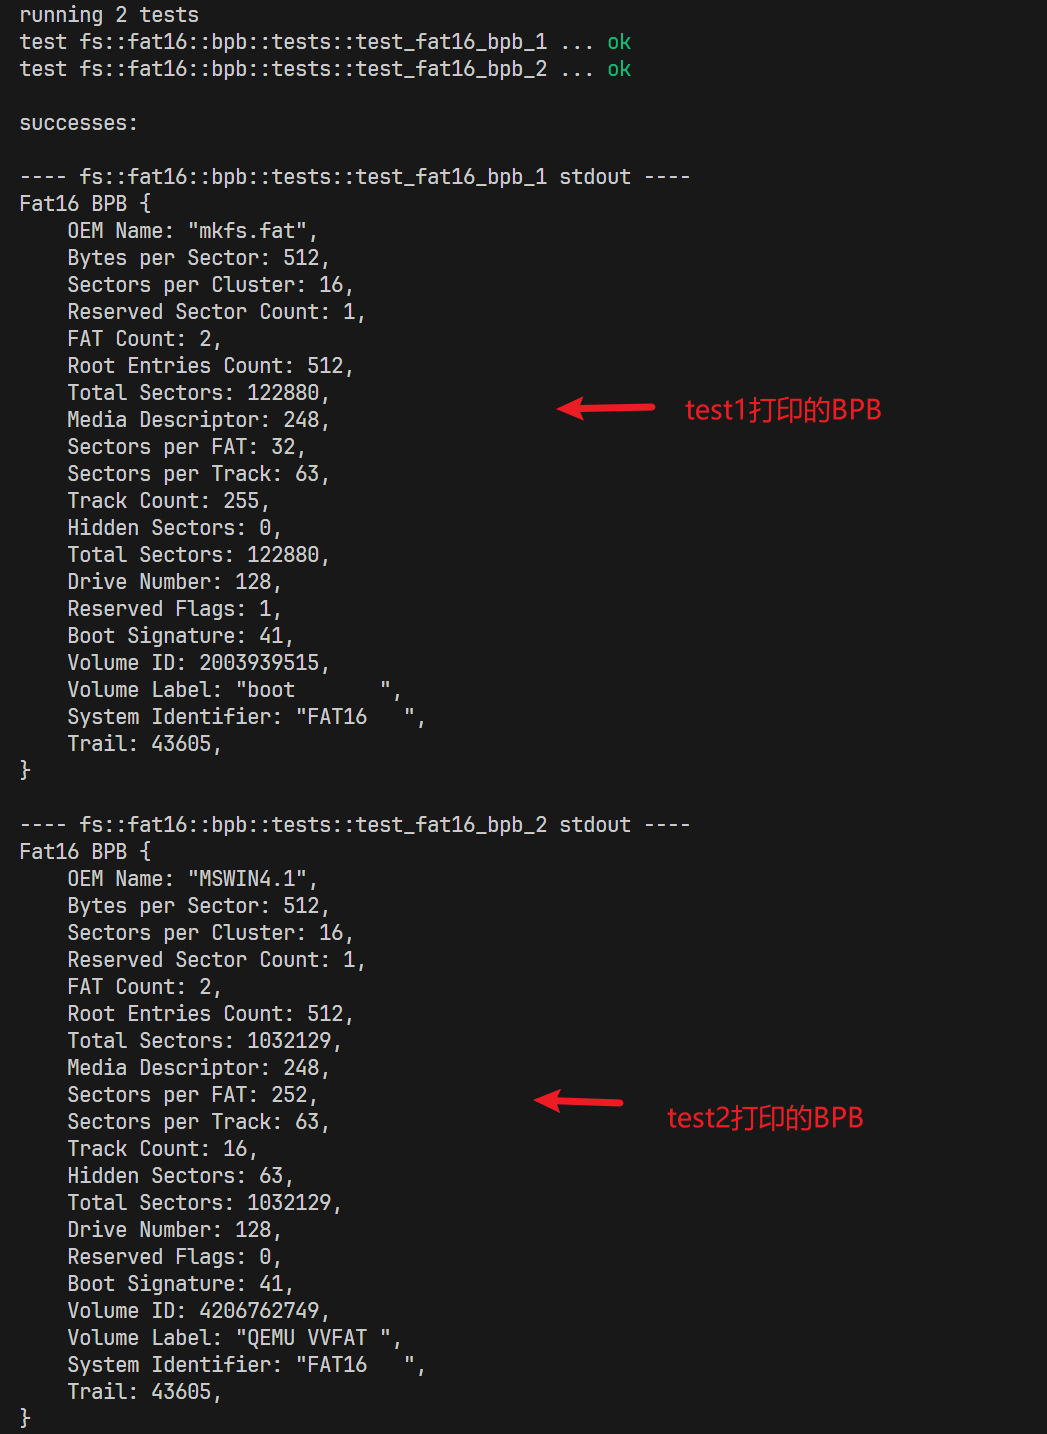 running 2 tests
test fs::fat16::bpb::tests::test_fat16_bpb_1 ... ok
test fs::fat16::bpb::tests::test_fat16_bpb_2 ... ok

successes:

---- fs::fat16::bpb::tests::test_fat16_bpb_1 stdout ----
Fat16 BPB {
    OEM Name: "mkfs.fat",
    Bytes per Sector: 512,
    Sectors per Cluster: 16,
    Reserved Sector Count: 1,
    FAT Count: 2,
    Root Entries Count: 512,
    Total Sectors: 122880,
    Media Descriptor: 248,
test1打印的BPB
    Sectors per FAT: 32,
    Sectors per Track: 63,
    Track Count: 255,
    Hidden Sectors: 0,
    Total Sectors: 122880,
    Drive Number: 128,
    Reserved Flags: 1,
    Boot Signature: 41,
    Volume ID: 2003939515,
    Volume Label: "boot       ",
    System Identifier: "FAT16   ",
    Trail: 43605,
}

---- fs::fat16::bpb::tests::test_fat16_bpb_2 stdout ----
Fat16 BPB {
    OEM Name: "MSWIN4.1",
    Bytes per Sector: 512,
    Sectors per Cluster: 16,
    Reserved Sector Count: 1,
    FAT Count: 2,
    Root Entries Count: 512,
    Total Sectors: 1032129,
    Media Descriptor: 248,
    Sectors per FAT: 252,
    Sectors per Track: 63,
test2打印的BPB
    Track Count: 16,
    Hidden Sectors: 63,
    Total Sectors: 1032129,
    Drive Number: 128,
    Reserved Flags: 0,
    Boot Signature: 41,
    Volume ID: 4206762749,
    Volume Label: "QEMU VVFAT ",
    System Identifier: "FAT16   ",
    Trail: 43605,
}